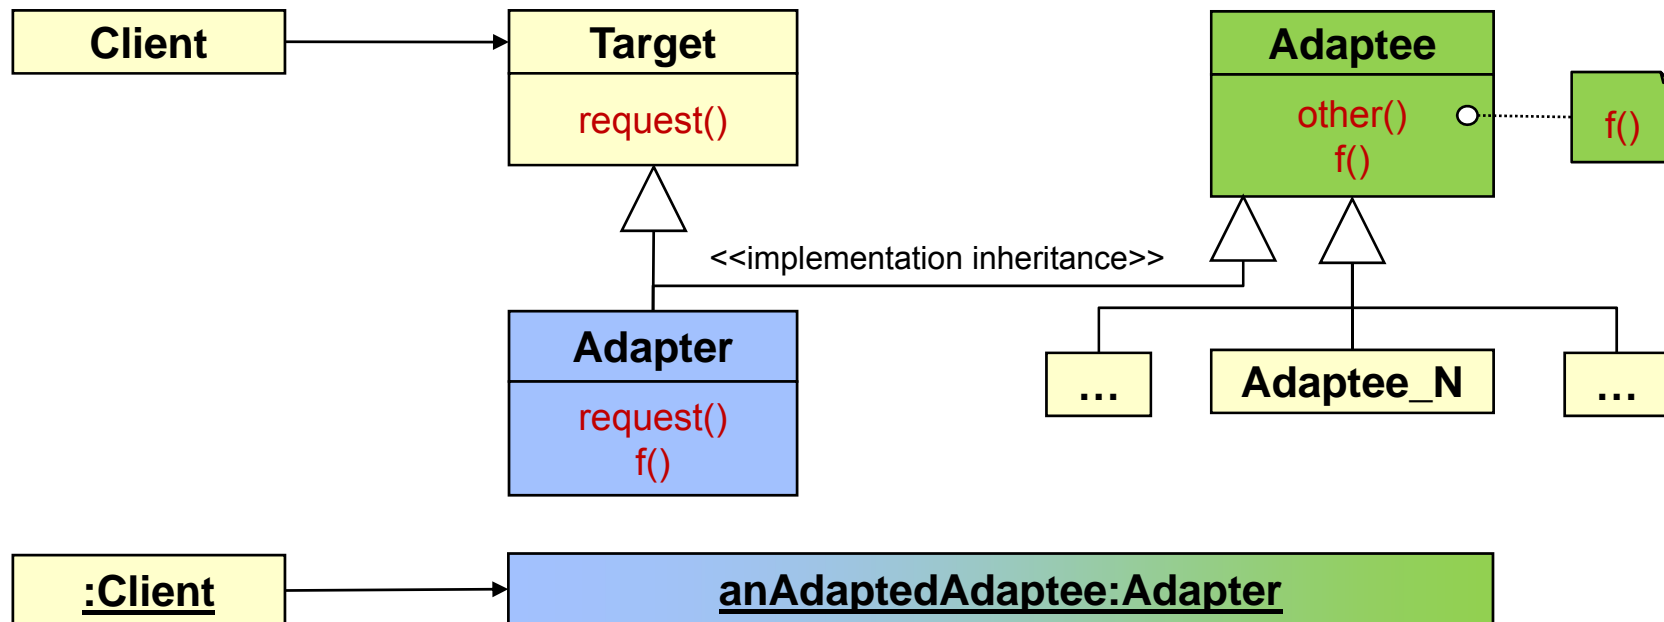 Client
Target
request()
Adaptee
other()
f()
f()
<<implementation inheritance>>
Adapter
request()
f()
...
Adaptee_N
...
:Client
anAdaptedAdaptee:Adapter